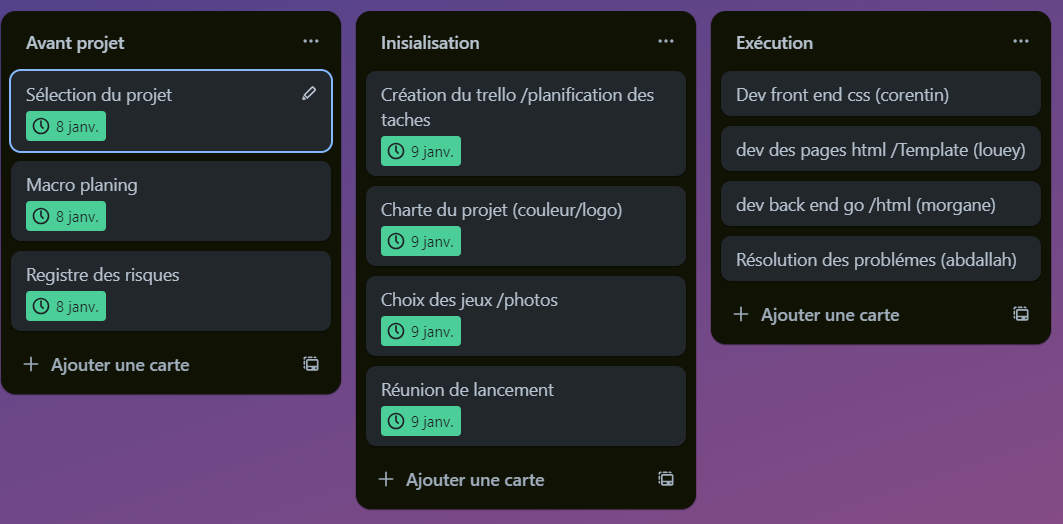 Avant projet
Sélection du projet
8 janv.
Macro planing
8 janv.
Registre des risques
8 janv.
Ajouter une carte
Inisialisation
Création du trello /planification des
taches
9 janv.
Charte du projet (couleur/logo)
9 janv.
Choix des jeux /photos
9 janv.
Réunion de lancement
9 janv.
Ajouter une carte
Exécution
Dev front end css (corentin)
dev des pages html /Template (louey)
dev back end go /html (morgane)
Résolution des problémes (abdallah)
Ajouter une carte